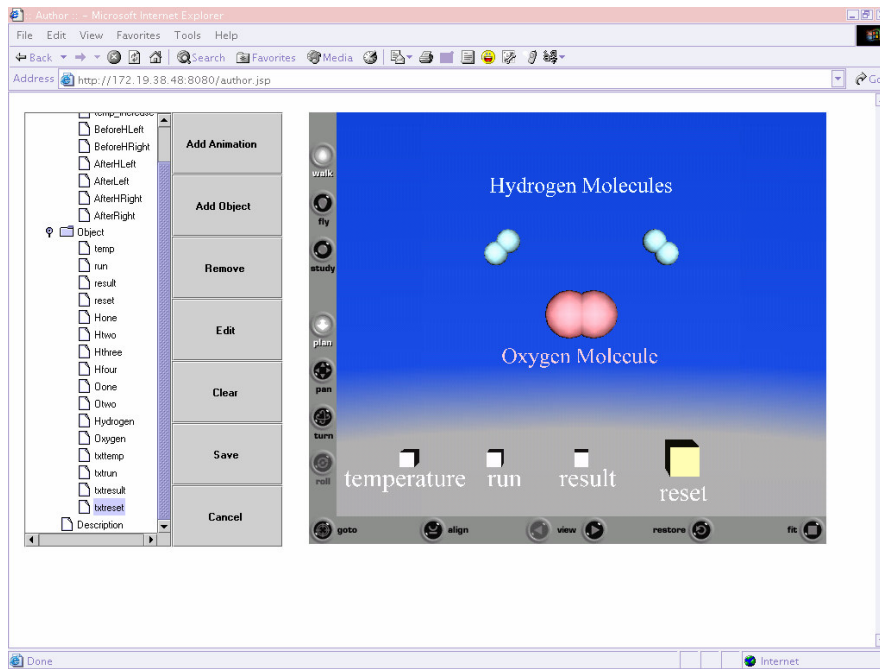 :: Author :: - Microsoft Internet Explorer
File Edit View Favorites Tools Help
Back Search Favorites Media
Address http://172.19.38.48:8080/author.jsp Go
temp_increase
BeforeHLeft
BeforeHRight
AfterHLeft
AfterLeft
AfterHRight
AfterRight
Object
temp
run
result
reset
Hone
Htwo
Hthree
Hfour
Oone
Otwo
Hydrogen
Oxygen
txttemp
txtrun
txtresult
txtreset
Description
Add Animation
Add Object
Remove
Edit
Clear
Save
Cancel
walk
fly
study
plan
pan
turn
roll
Hydrogen Molecules
Oxygen Molecule
temperature run result
reset
goto align view restore fit
Done Internet